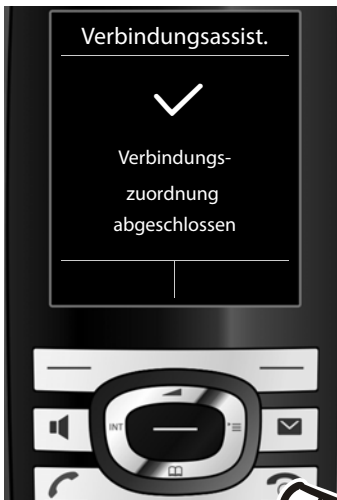 Verbindungsassist.
Verbindungs-
zuordnung
abgeschlossen
INT